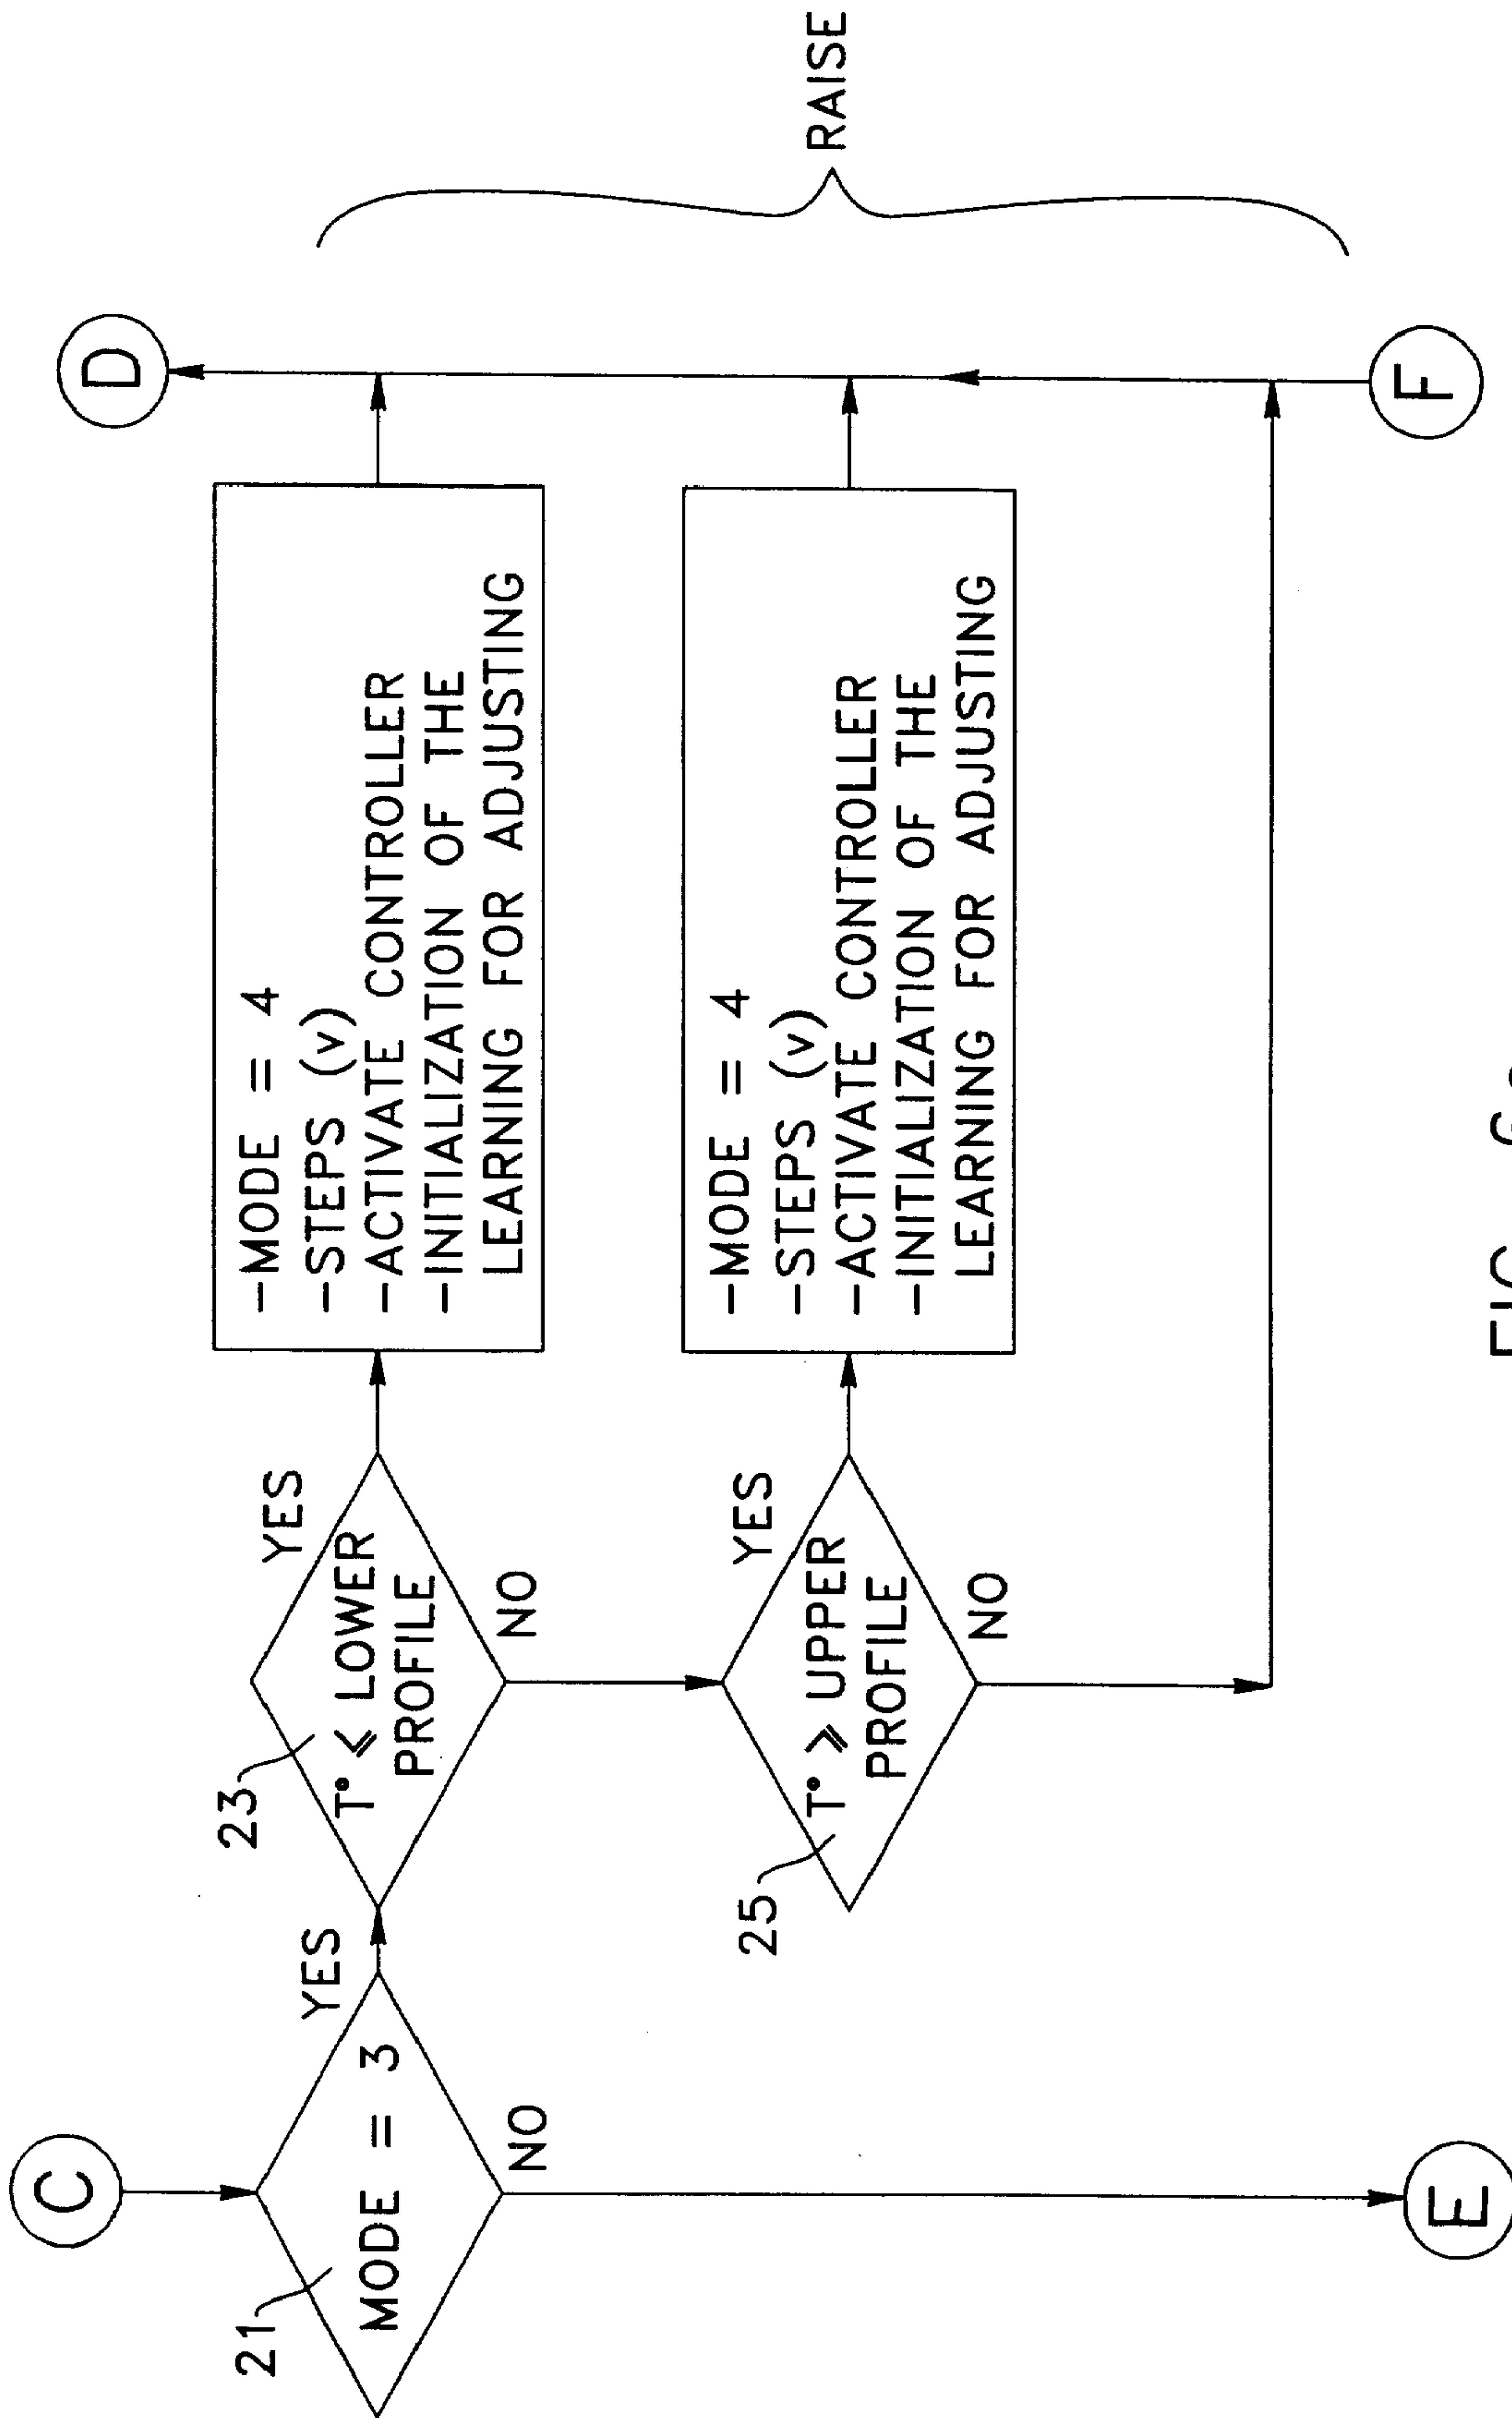 C
21
MODE = 3
YES
NO
E
23
T° ≤ LOWER
PROFILE
YES
NO
-MODE = 4
-STEPS (v)
-ACTIVATE CONTROLLER
-INITIALIZATION OF THE
LEARNING FOR ADJUSTING
25
T° ≥ UPPER
PROFILE
YES
NO
-MODE = 4
-STEPS (v)
-ACTIVATE CONTROLLER
-INITIALIZATION OF THE
LEARNING FOR ADJUSTING
D
F
RAISE